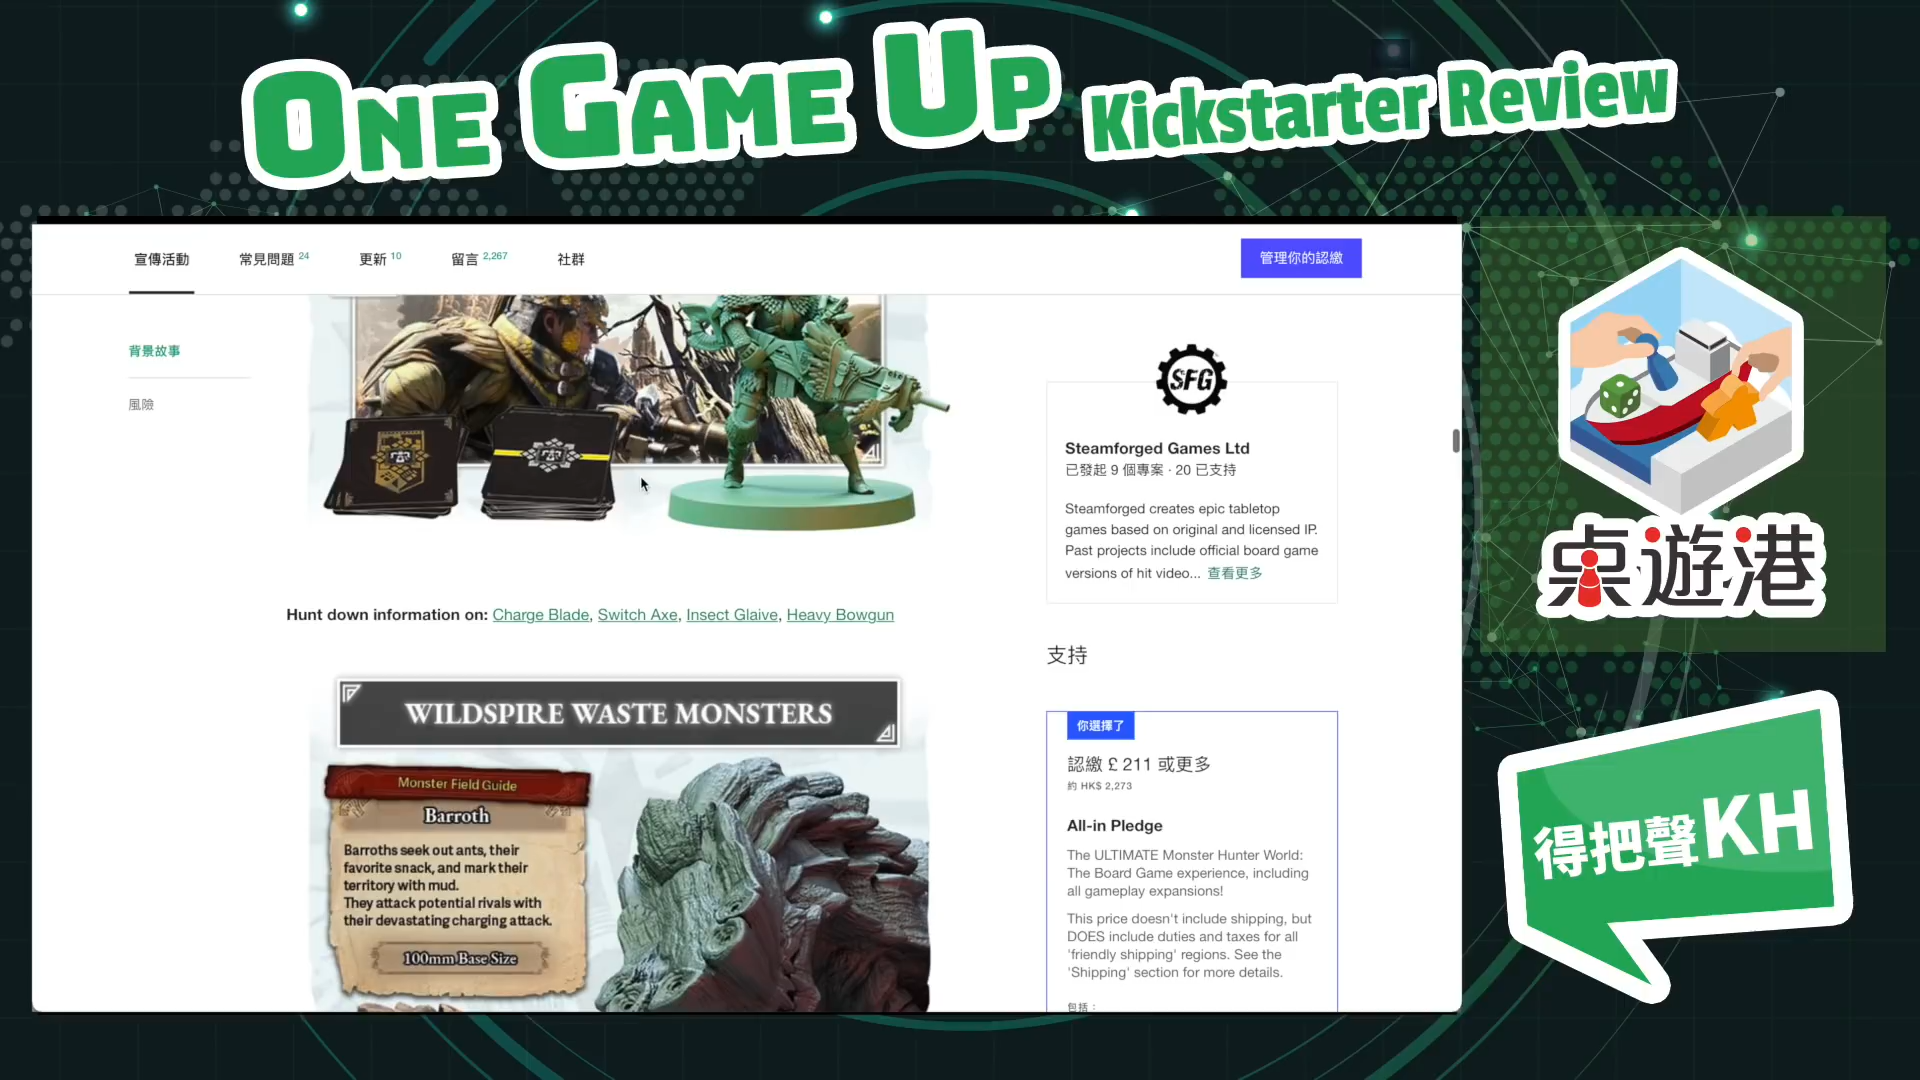 ONE GAME UP Kickstarter Review
宣傳活動
常見問題 24
更新 10
留言 2,267
社群
管理你的認繳
背景故事
風險
Hunt down information on: Charge Blade, Switch Axe, Insect Glaive, Heavy Bowgun
WILDSPIRE WASTE MONSTERS
Monster Field Guide
Barroth
Barroths seek out ants, their
favorite snack, and mark their
territory with mud.
They attack potential rivals with
their devastating charging attack.
100mm Base Size
SFG
Steamforged Games Ltd
已發起 9 個專案 · 20 已支持
Steamforged creates epic tabletop
games based on original and licensed IP.
Past projects include official board game
versions of hit video... 查看更多
支持
你選擇了
認繳 £ 211 或更多
約 HK$ 2,273
All-in Pledge
The ULTIMATE Monster Hunter World:
The Board Game experience, including
all gameplay expansions!
This price doesn't include shipping, but
DOES include duties and taxes for all
'friendly shipping' regions. See the
'Shipping' section for more details.
包括：
桌遊港
得把聲KH